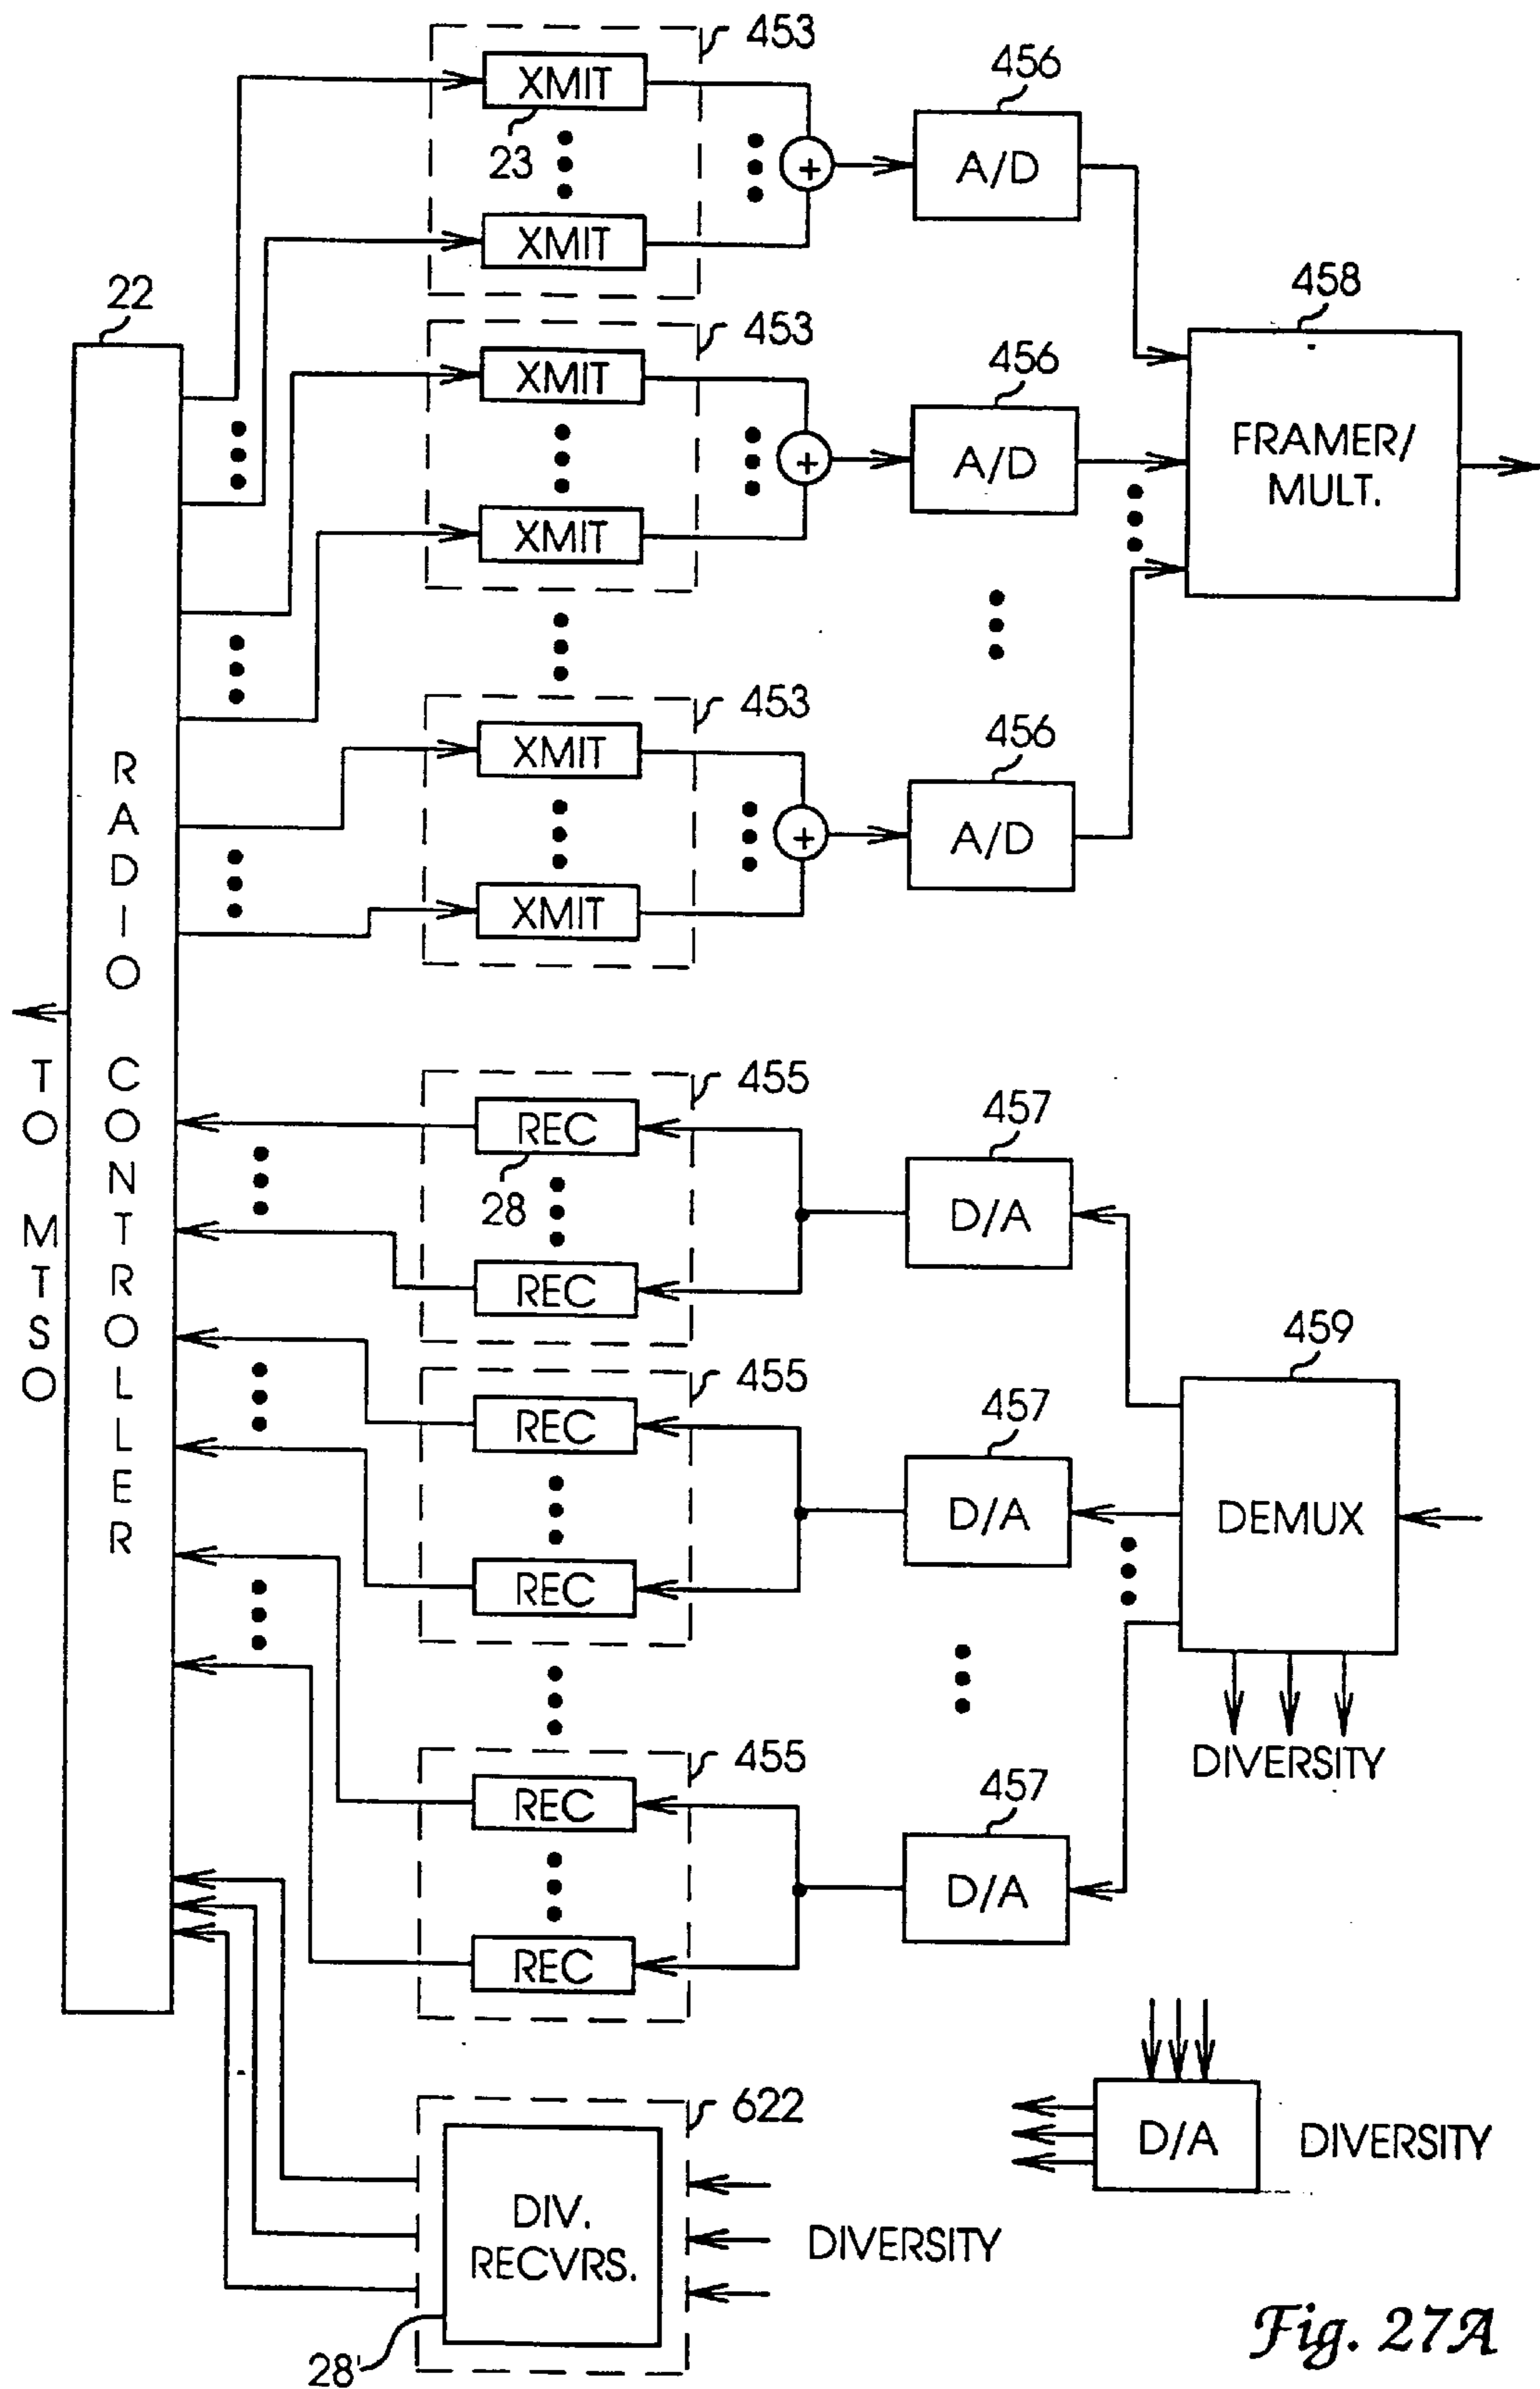 453
XMIT
23
XMIT
456
A/D
22
453
XMIT
XMIT
456
A/D
458
FRAMER/
MULT.
453
XMIT
XMIT
456
A/D
RADIO CONTROLLER
TO MTSO
455
REC
28
REC
457
D/A
459
DEMUX
DIVERSITY
455
REC
REC
457
D/A
455
REC
REC
457
D/A
D/A
DIVERSITY
622
DIV.
RECVRS.
28'
DIVERSITY
Fig. 27A